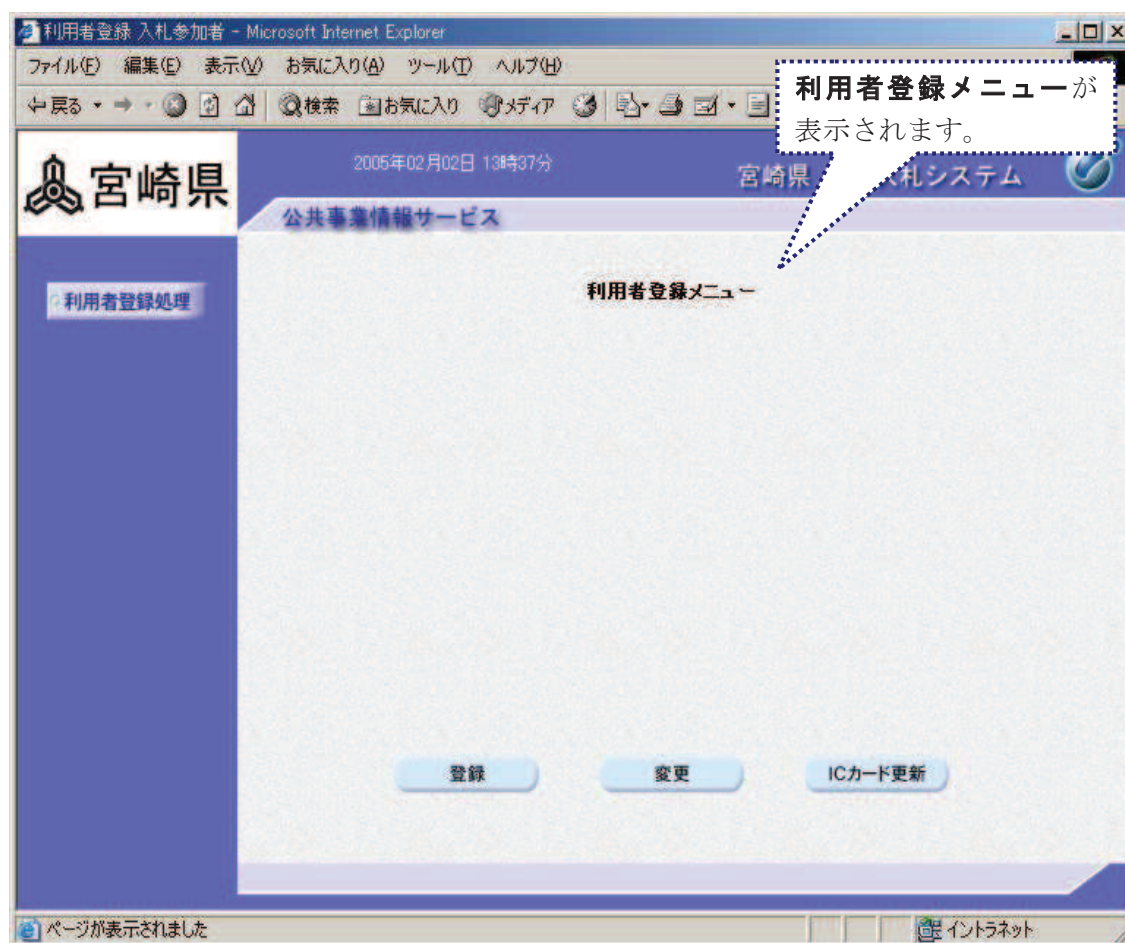 利用者登録 入札参加者 - Microsoft Internet Explorer
ファイル(F) 編集(E) 表示(V) お気に入り(A) ツール(T) ヘルプ(H)
戻る 検索 お気に入り メディア
利用者登録メニューが
表示されます。
宮崎県
2005年02月02日 13時37分
宮崎県 札システム
公共事業情報サービス
利用者登録処理
利用者登録メニュー
登録 変更 ICカード更新
ページが表示されました イントラネット